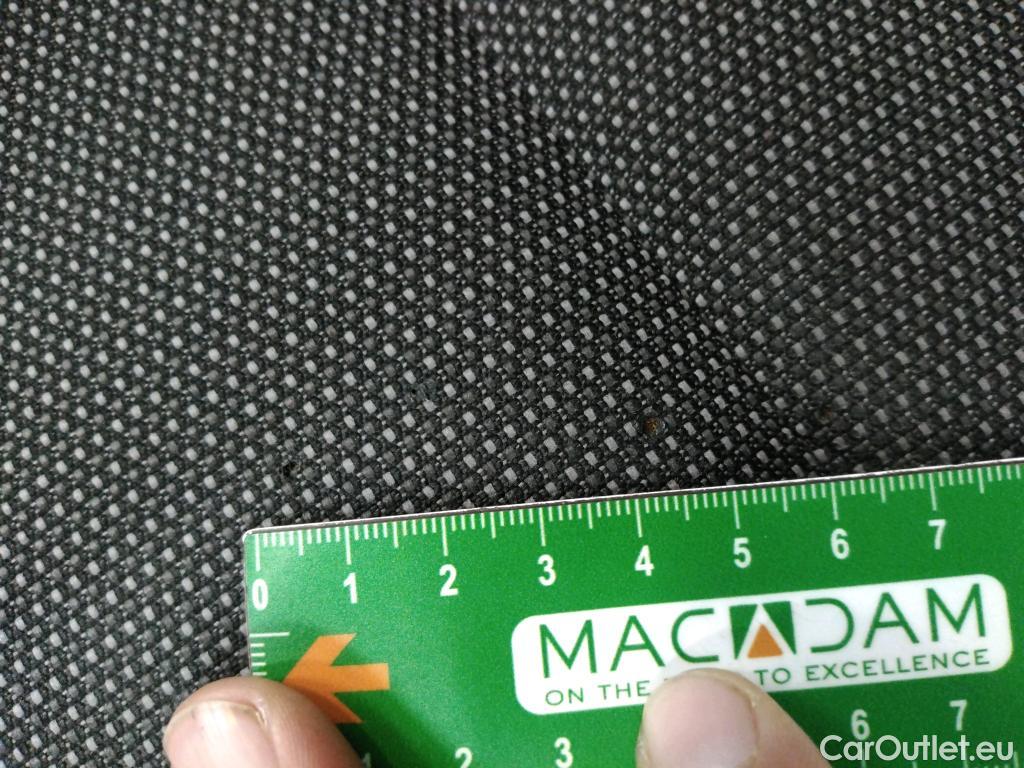 0 1 2 3 4 5 6 7
MACADAM
ON THE TO EXCELLENCE
1 2 3 6 7
CarOutlet.eu